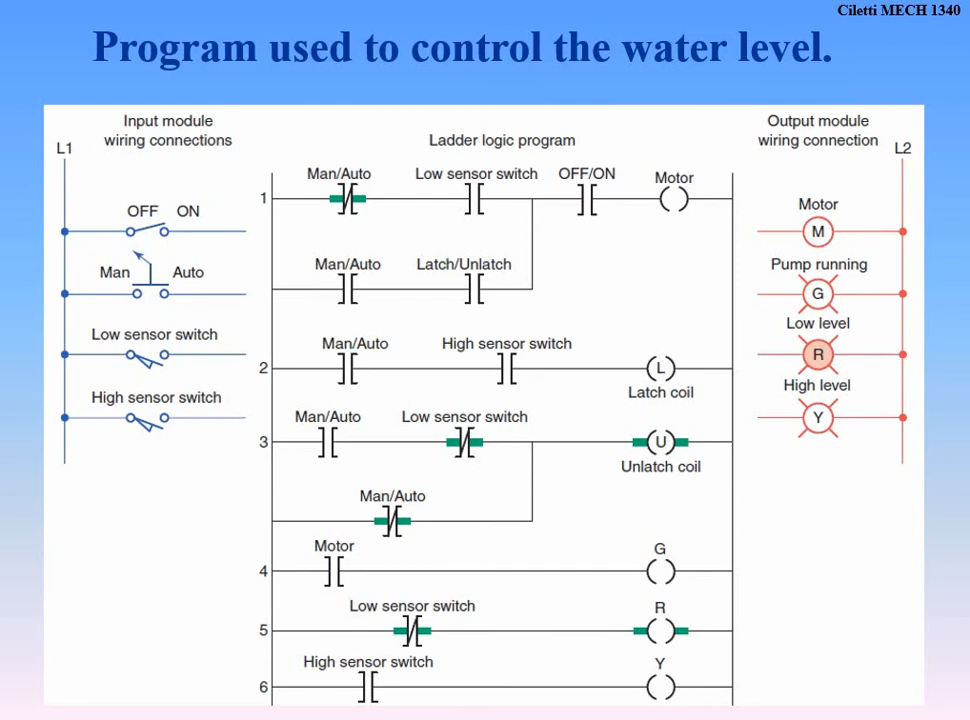 Ciletti MECH 1340
Program used to control the water level.
Input module
wiring connections
L1
OFF ON
Man Auto
Low sensor switch
High sensor switch
Ladder logic program
1
Man/Auto Low sensor switch OFF/ON Motor
Man/Auto Latch/Unlatch
2
Man/Auto High sensor switch
L
Latch coil
3
Man/Auto Low sensor switch
U
Unlatch coil
Man/Auto
4
Motor G
5
Low sensor switch R
6
High sensor switch Y
Output module
wiring connection
L2
Motor
M
Pump running
G
Low level
R
High level
Y